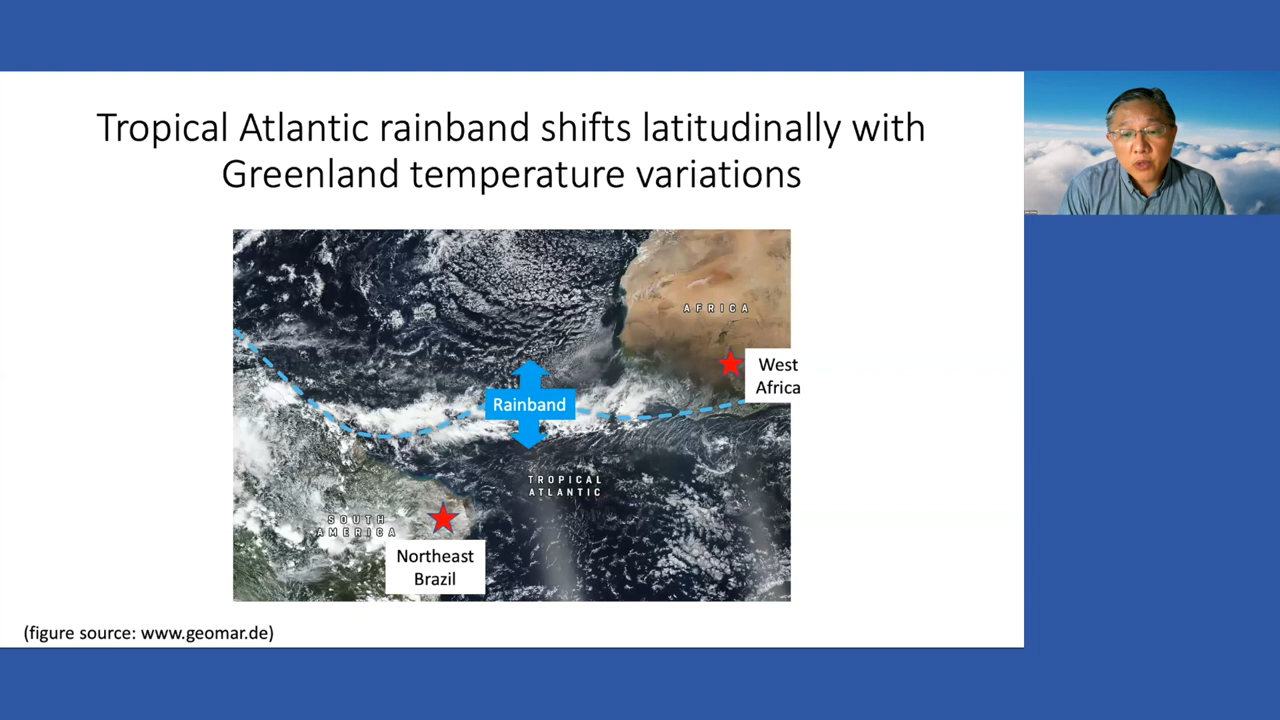 Tropical Atlantic rainband shifts latitudinally with
Greenland temperature variations
AFRICA
West
Africa
Rainband
TROPICAL
ATLANTIC
SOUTH
AMERICA
Northeast
Brazil
(figure source: www.geomar.de)